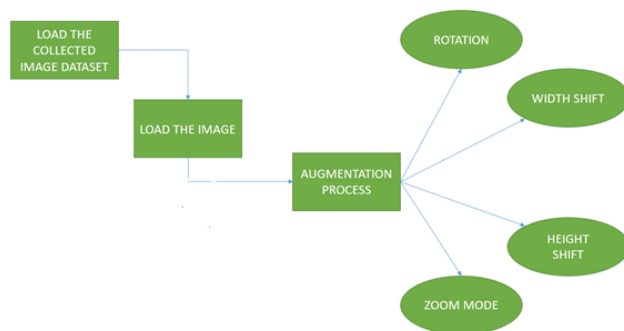 LOAD THE
COLLECTED
IMAGE DATASET
LOAD THE IMAGE
AUGMENTATION
PROCESS
ROTATION
WIDTH SHIFT
HEIGHT
SHIFT
ZOOM MODE